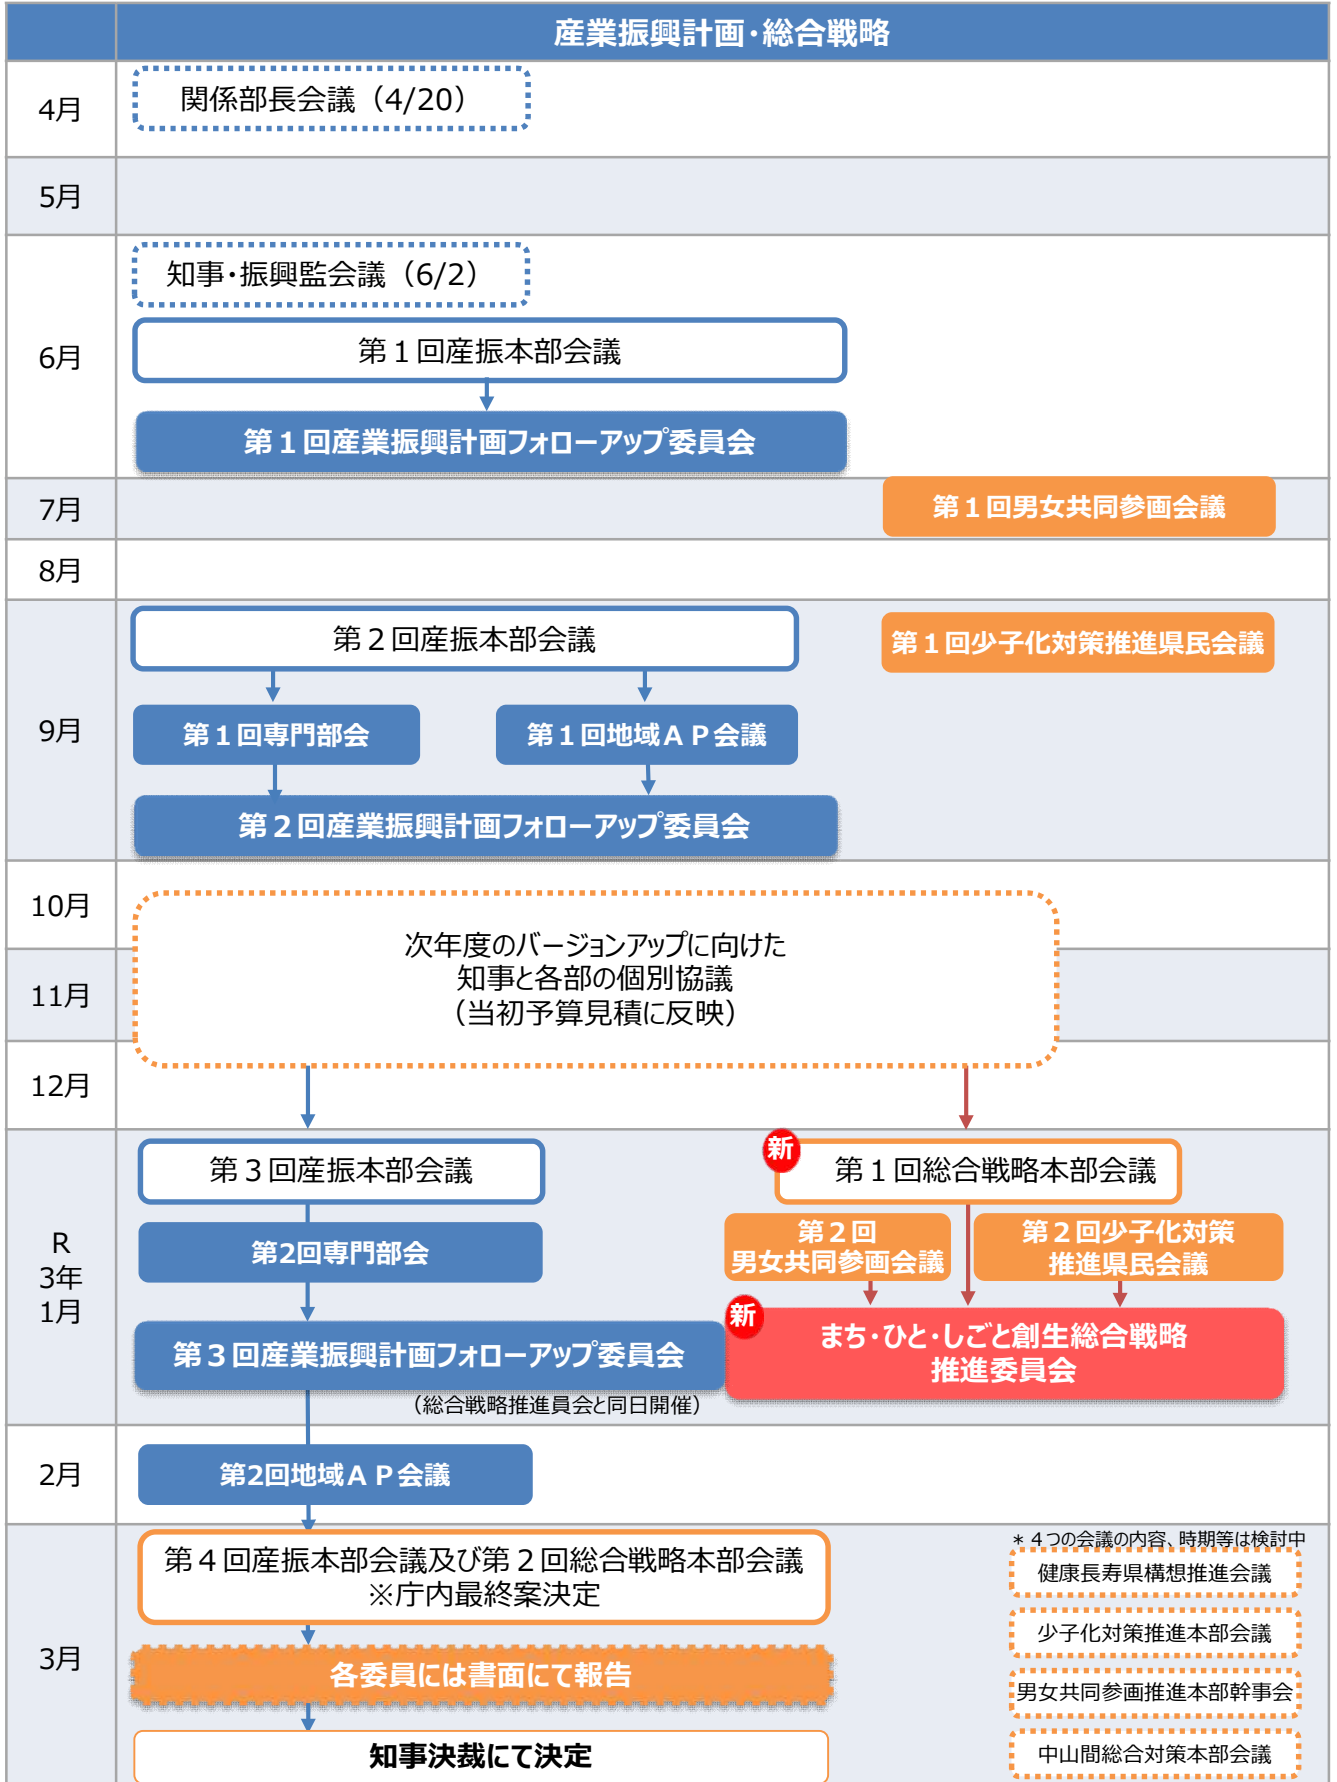 産業振興計画・総合戦略
4月
関係部長会議（4/20）
5月
6月
知事・振興監会議（6/2）
第１回産振本部会議
第１回産業振興計画フォローアップ委員会
7月
第１回男女共同参画会議
8月
9月
第２回産振本部会議
第１回少子化対策推進県民会議
第１回専門部会
第１回地域ＡＰ会議
第２回産業振興計画フォローアップ委員会
10月
11月
12月
次年度のバージョンアップに向けた
知事と各部の個別協議
（当初予算見積に反映）
R
3年
1月
第３回産振本部会議
新
第１回総合戦略本部会議
第2回専門部会
第２回
男女共同参画会議
第２回少子化対策
推進県民会議
第３回産業振興計画フォローアップ委員会
（総合戦略推進員会と同日開催）
新
まち・ひと・しごと創生総合戦略
推進委員会
2月
第2回地域ＡＰ会議
3月
第４回産振本部会議及び第２回総合戦略本部会議
※庁内最終案決定
各委員には書面にて報告
知事決裁にて決定
＊４つの会議の内容、時期等は検討中
健康長寿県構想推進会議
少子化対策推進本部会議
男女共同参画推進本部幹事会
中山間総合対策本部会議